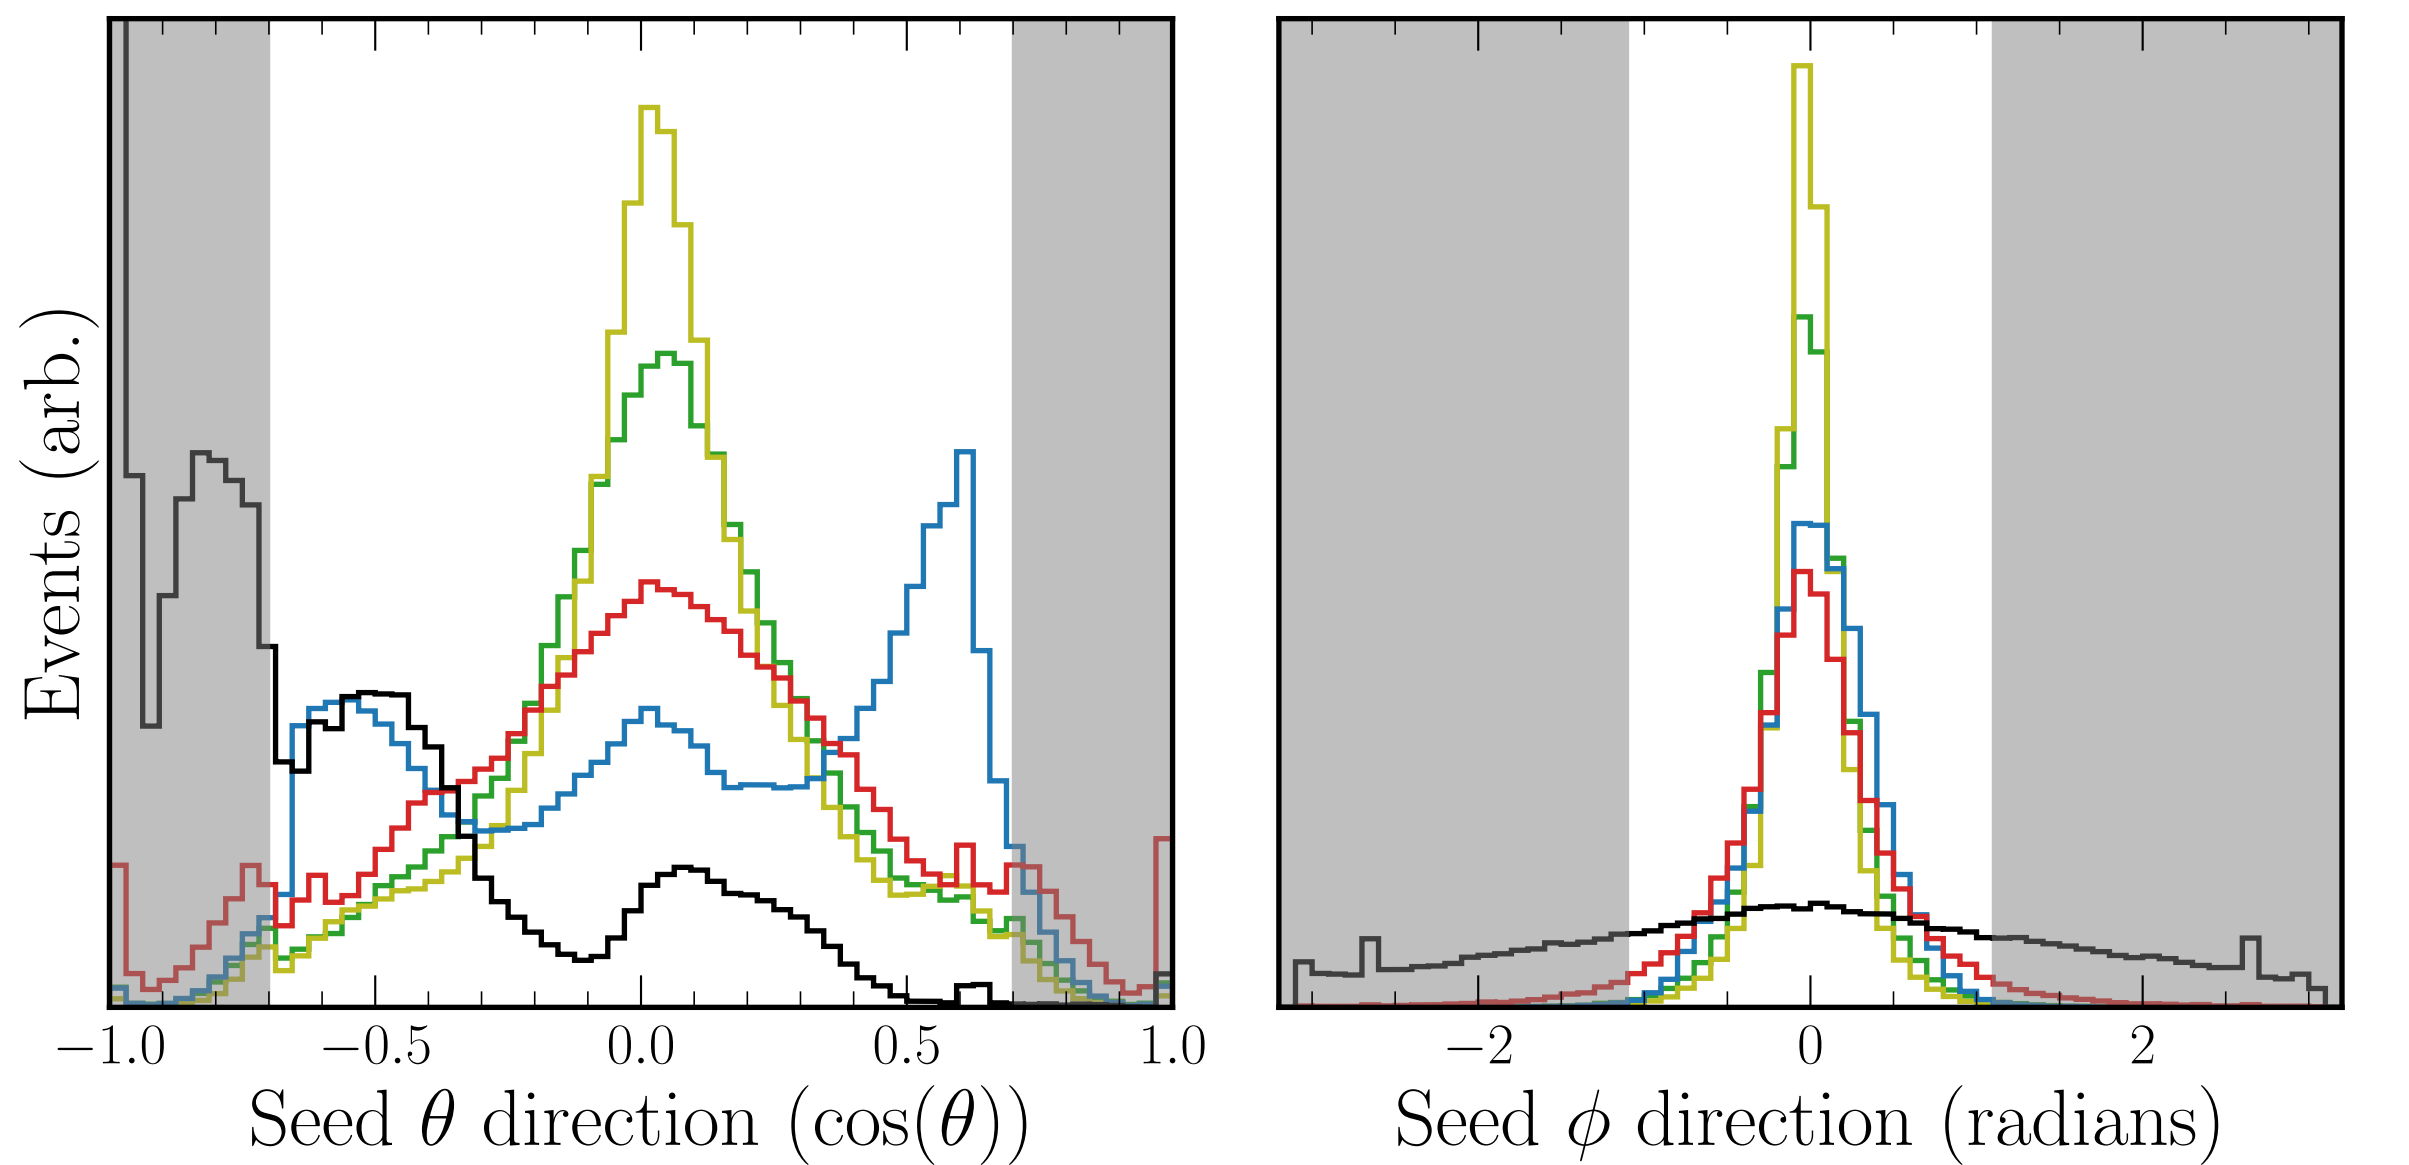 Events (arb.)
−1.0 −0.5 0.0 0.5 1.0
Seed θ direction (cos(θ))
−2 0 2
Seed ϕ direction (radians)